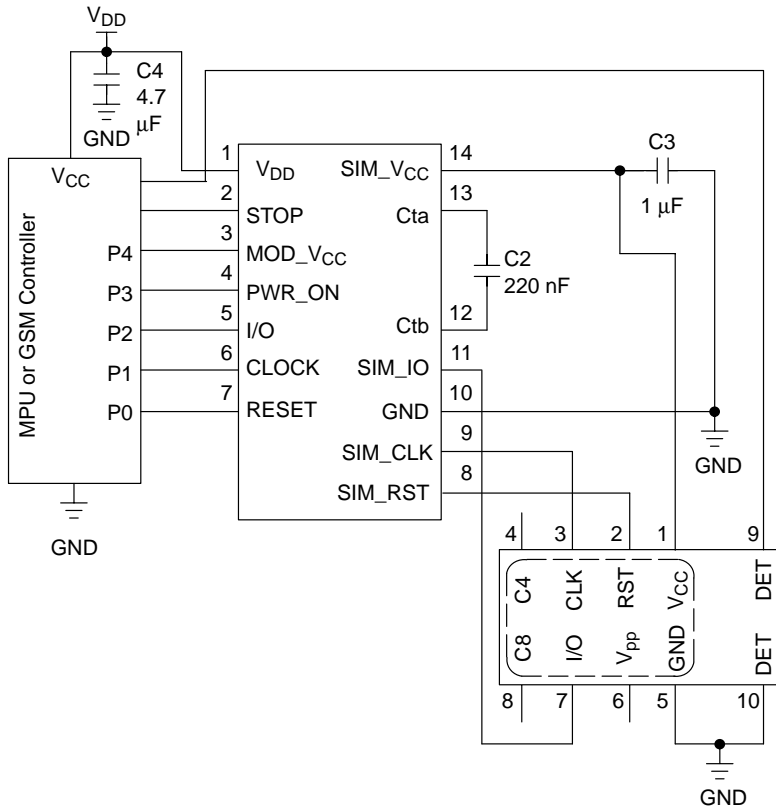 VDD
C4
4.7
μF
GND
MPU or GSM Controller
VCC
P4
P3
P2
P1
P0
GND
1
2
3
4
5
6
7
VDD
STOP
MOD_VCC
PWR_ON
I/O
CLOCK
RESET
SIM_VCC
Cta
Ctb
SIM_IO
GND
SIM_CLK
SIM_RST
14
13
12
11
10
9
8
C2
220 nF
C3
1 μF
GND
4 3 2 1 9
C4 CLK RST VCC DET
C8 I/O Vpp GND DET
8 7 6 5 10
GND